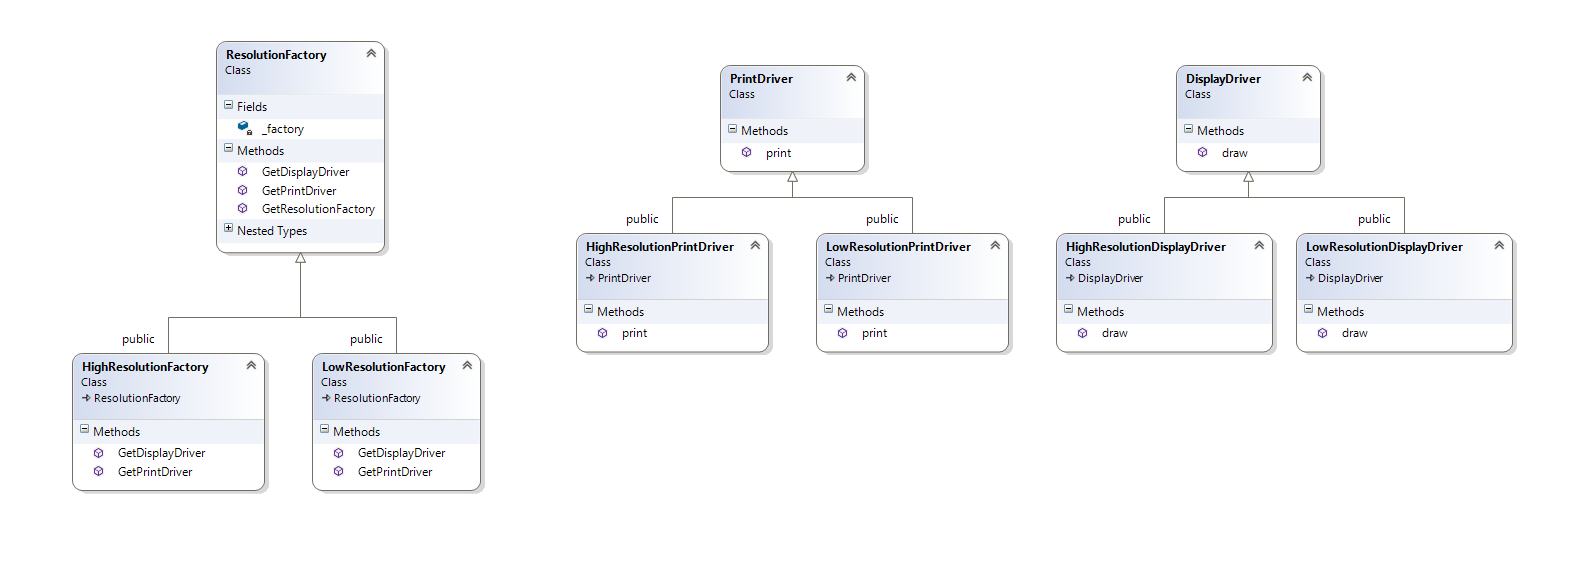 ResolutionFactory
Class
Fields
_factory
Methods
GetDisplayDriver
GetPrintDriver
GetResolutionFactory
Nested Types
public
public
HighResolutionFactory
Class
ResolutionFactory
Methods
GetDisplayDriver
GetPrintDriver
LowResolutionFactory
Class
ResolutionFactory
Methods
GetDisplayDriver
GetPrintDriver
PrintDriver
Class
Methods
print
public
public
HighResolutionPrintDriver
Class
PrintDriver
Methods
print
LowResolutionPrintDriver
Class
PrintDriver
Methods
print
DisplayDriver
Class
Methods
draw
public
public
HighResolutionDisplayDriver
Class
DisplayDriver
Methods
draw
LowResolutionDisplayDriver
Class
DisplayDriver
Methods
draw